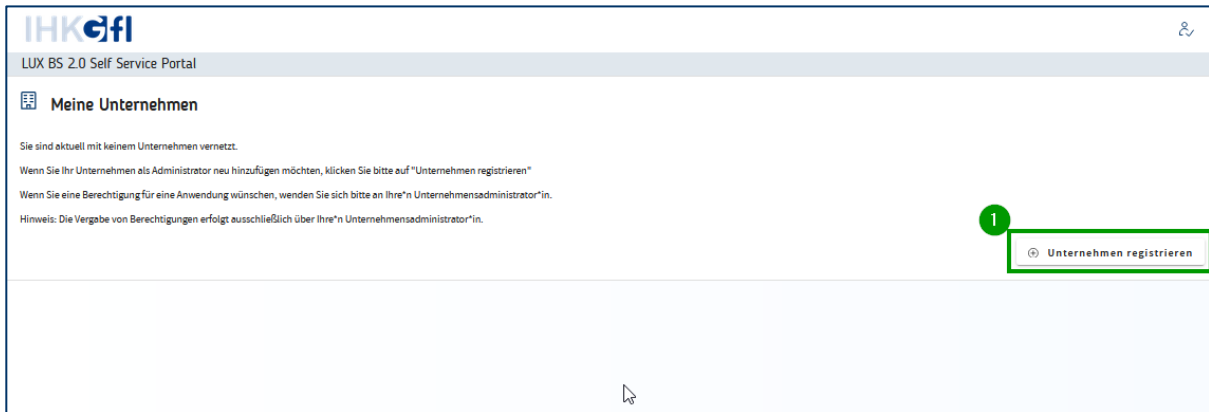 IHKGfI
LUX BS 2.0 Self Service Portal
Meine Unternehmen
Sie sind aktuell mit keinem Unternehmen vernetzt.
Wenn Sie Ihr Unternehmen als Administrator neu hinzufügen möchten, klicken Sie bitte auf "Unternehmen registrieren"
Wenn Sie eine Berechtigung für eine Anwendung wünschen, wenden Sie sich bitte an Ihre*n Unternehmensadministrator*in.
Hinweis: Die Vergabe von Berechtigungen erfolgt ausschließlich über Ihre*n Unternehmensadministrator*in.
1
Unternehmen registrieren